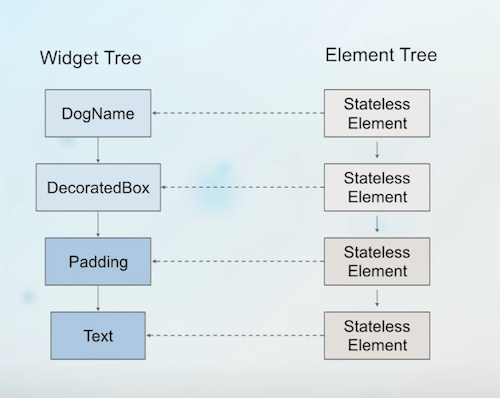 Widget Tree
Element Tree
DogName
Stateless
Element
DecoratedBox
Stateless
Element
Padding
Stateless
Element
Text
Stateless
Element